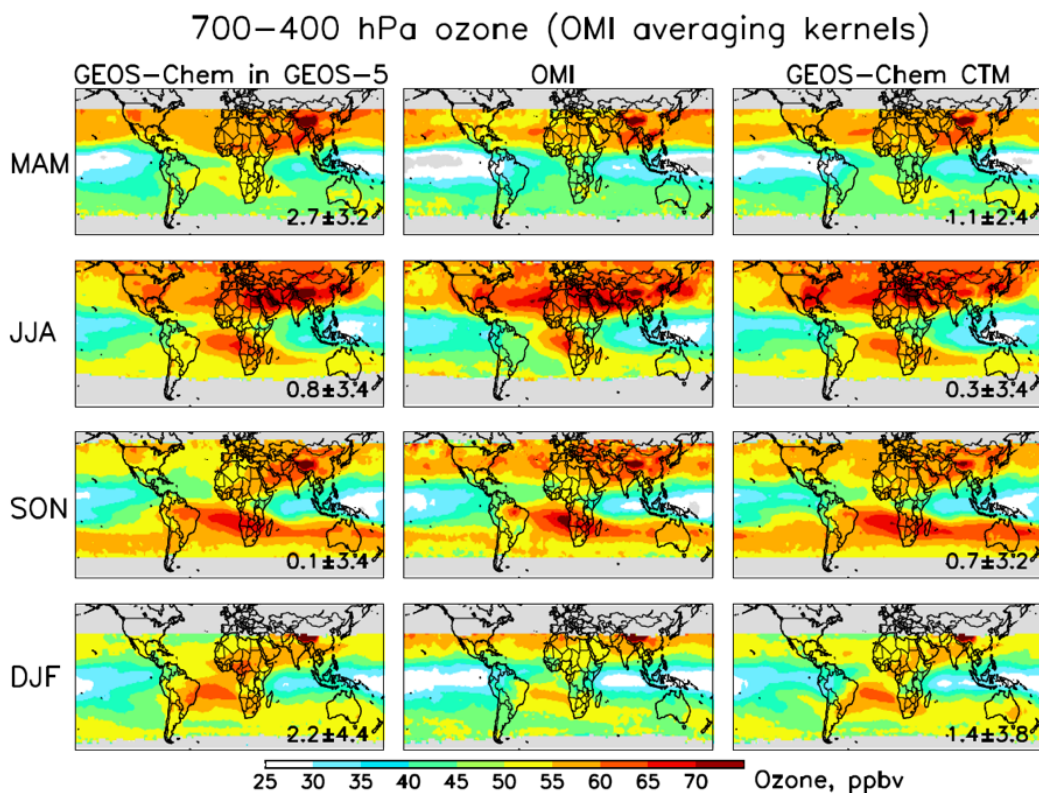 700−400 hPa ozone (OMI averaging kernels)
GEOS−Chem in GEOS−5 OMI GEOS−Chem CTM
MAM
2.7±3.2 1.1±2.4
JJA
0.8±3.4 0.3±3.4
SON
0.1±3.4 0.7±3.2
DJF
2.2±4.4 1.4±3.8
25 30 35 40 45 50 55 60 65 70 Ozone, ppbv